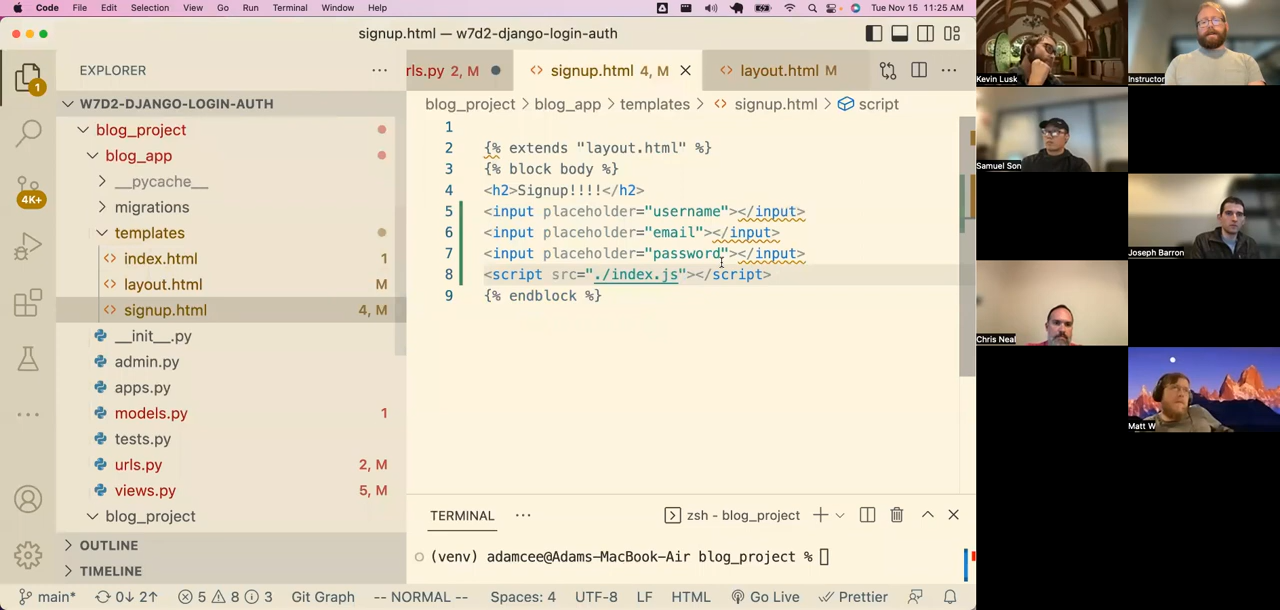 Code File Edit Selection View Go Run Terminal Window Help Tue Nov 15 11:25 AM
signup.html — w7d2-django-login-auth
EXPLORER
rls.py 2, M
signup.html 4, M
layout.html M
W7D2-DJANGO-LOGIN-AUTH
blog_project > blog_app > templates > signup.html > script
blog_project
blog_app
__pycache__
migrations
templates
index.html 1
layout.html M
signup.html 4, M
__init__.py
admin.py
apps.py
models.py 1
tests.py
urls.py 2, M
views.py 5, M
blog_project
OUTLINE
TIMELINE
1
2 {% extends "layout.html" %}
3 {% block body %}
4 <h2>Signup!!!!</h2>
5 <input placeholder="username"></input>
6 <input placeholder="email"></input>
7 <input placeholder="password"></input>
8 <script src="./index.js"></script>
9 {% endblock %}
TERMINAL
zsh - blog_project
(venv) adamcee@Adams-MacBook-Air blog_project %
1
4K+
main* 0↓ 2↑ 5 8 3 Git Graph -- NORMAL -- Spaces: 4 UTF-8 LF HTML Go Live Prettier
Kevin Lusk
Instructor
Samuel Son
Joseph Barron
Chris Neal
Matt W